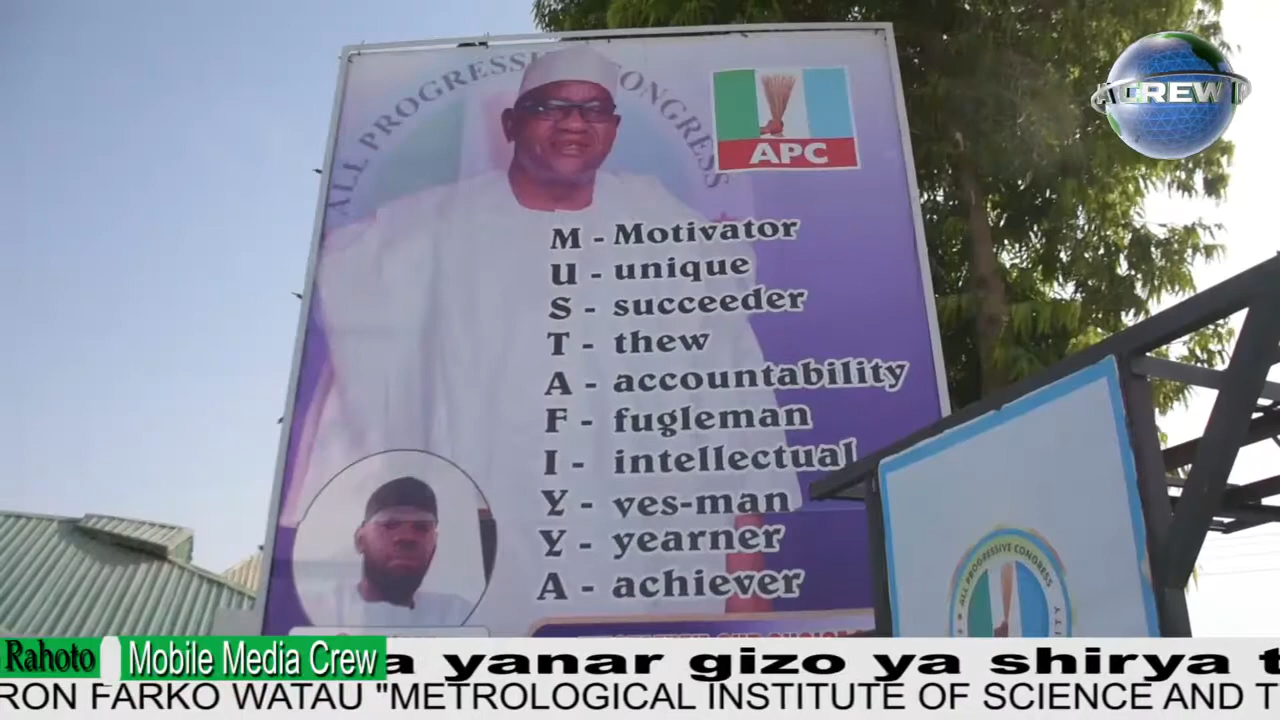 ALL PROGRESSIVE CONGRESS
APC
M - Motivator
U - unique
S - succeeder
T - thew
A - accountability
F - fugleman
I - intellectual
Y - yes-man
Y - yearner
A - achiever
ALL PROGRESSIVE CONGRESS
Rahoto
Mobile Media Crew
a yanar gizo ya shirya t
RON FARKO WATAU "METROLOGICAL INSTITUTE OF SCIENCE AND T